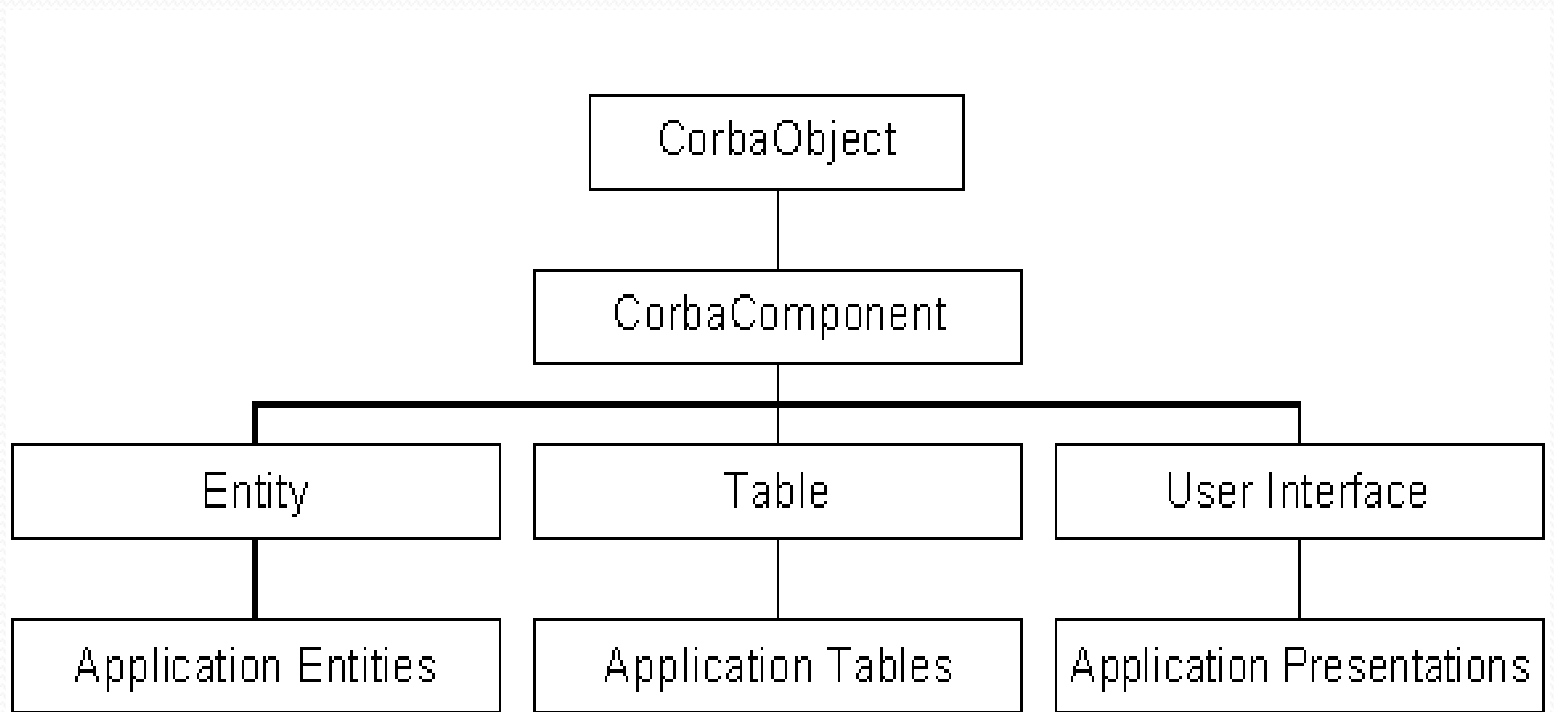 CorbaObject
CorbaComponent
Entity
Table
User Interface
Application Entities
Application Tables
Application Presentations